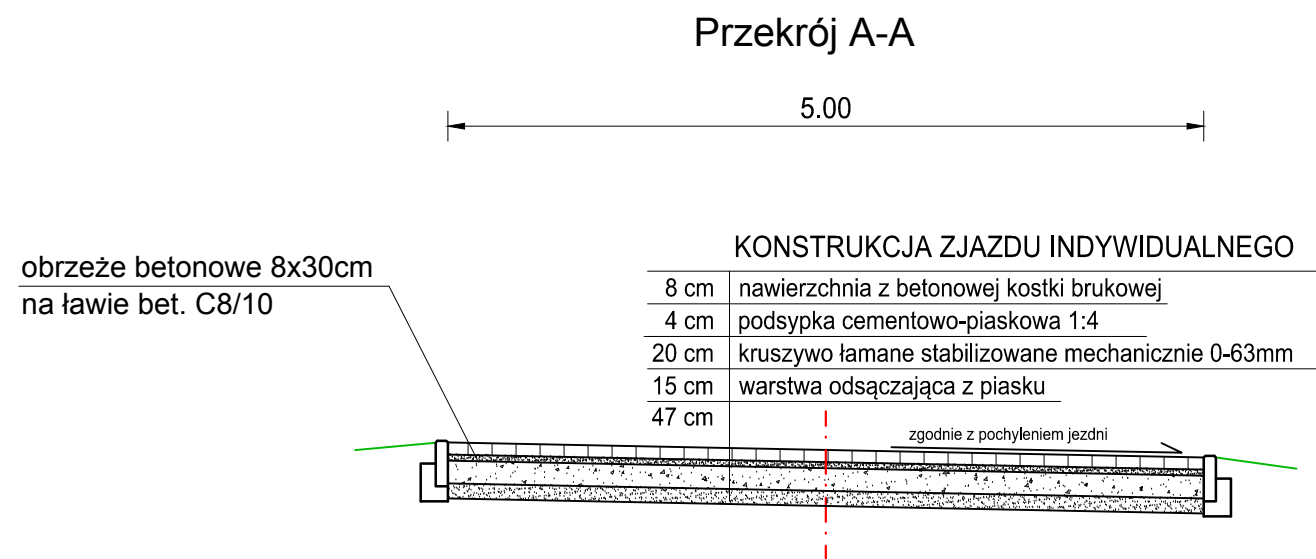 Przekrój A-A
5.00
obrzeże betonowe 8x30cm
na ławie bet. C8/10
KONSTRUKCJA ZJAZDU INDYWIDUALNEGO
8 cm nawierzchnia z betonowej kostki brukowej
4 cm podsypka cementowo-piaskowa 1:4
20 cm kruszywo łamane stabilizowane mechanicznie 0-63mm
15 cm warstwa odsączająca z piasku
47 cm
zgodnie z pochyleniem jezdni